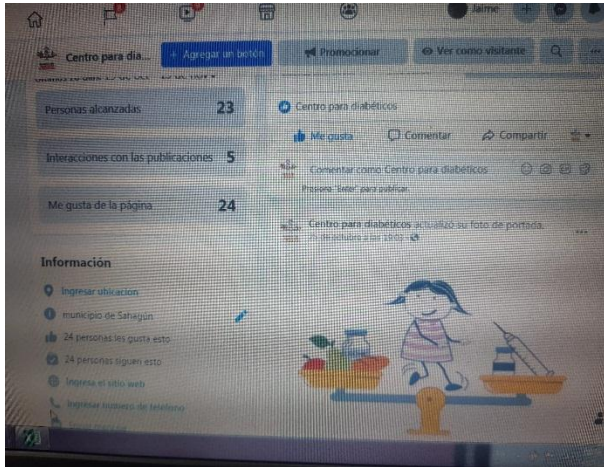 Jaime
Centro para dia...
+ Agregar un botón
Promocionar
Ver como visitante
Personas alcanzadas 23
Interacciones con las publicaciones 5
Me gusta de la página 24
Información
Ingresar ubicación
municipio de Sahagún
24 personas les gusta esto
24 personas siguen esto
Ingresa el sitio web
Ingresar número de teléfono
Centro para diabéticos
Me gusta
Comentar
Compartir
Comentar como Centro para diabéticos
Presiona "Enter" para publicar.
Centro para diabéticos actualizó su foto de portada.